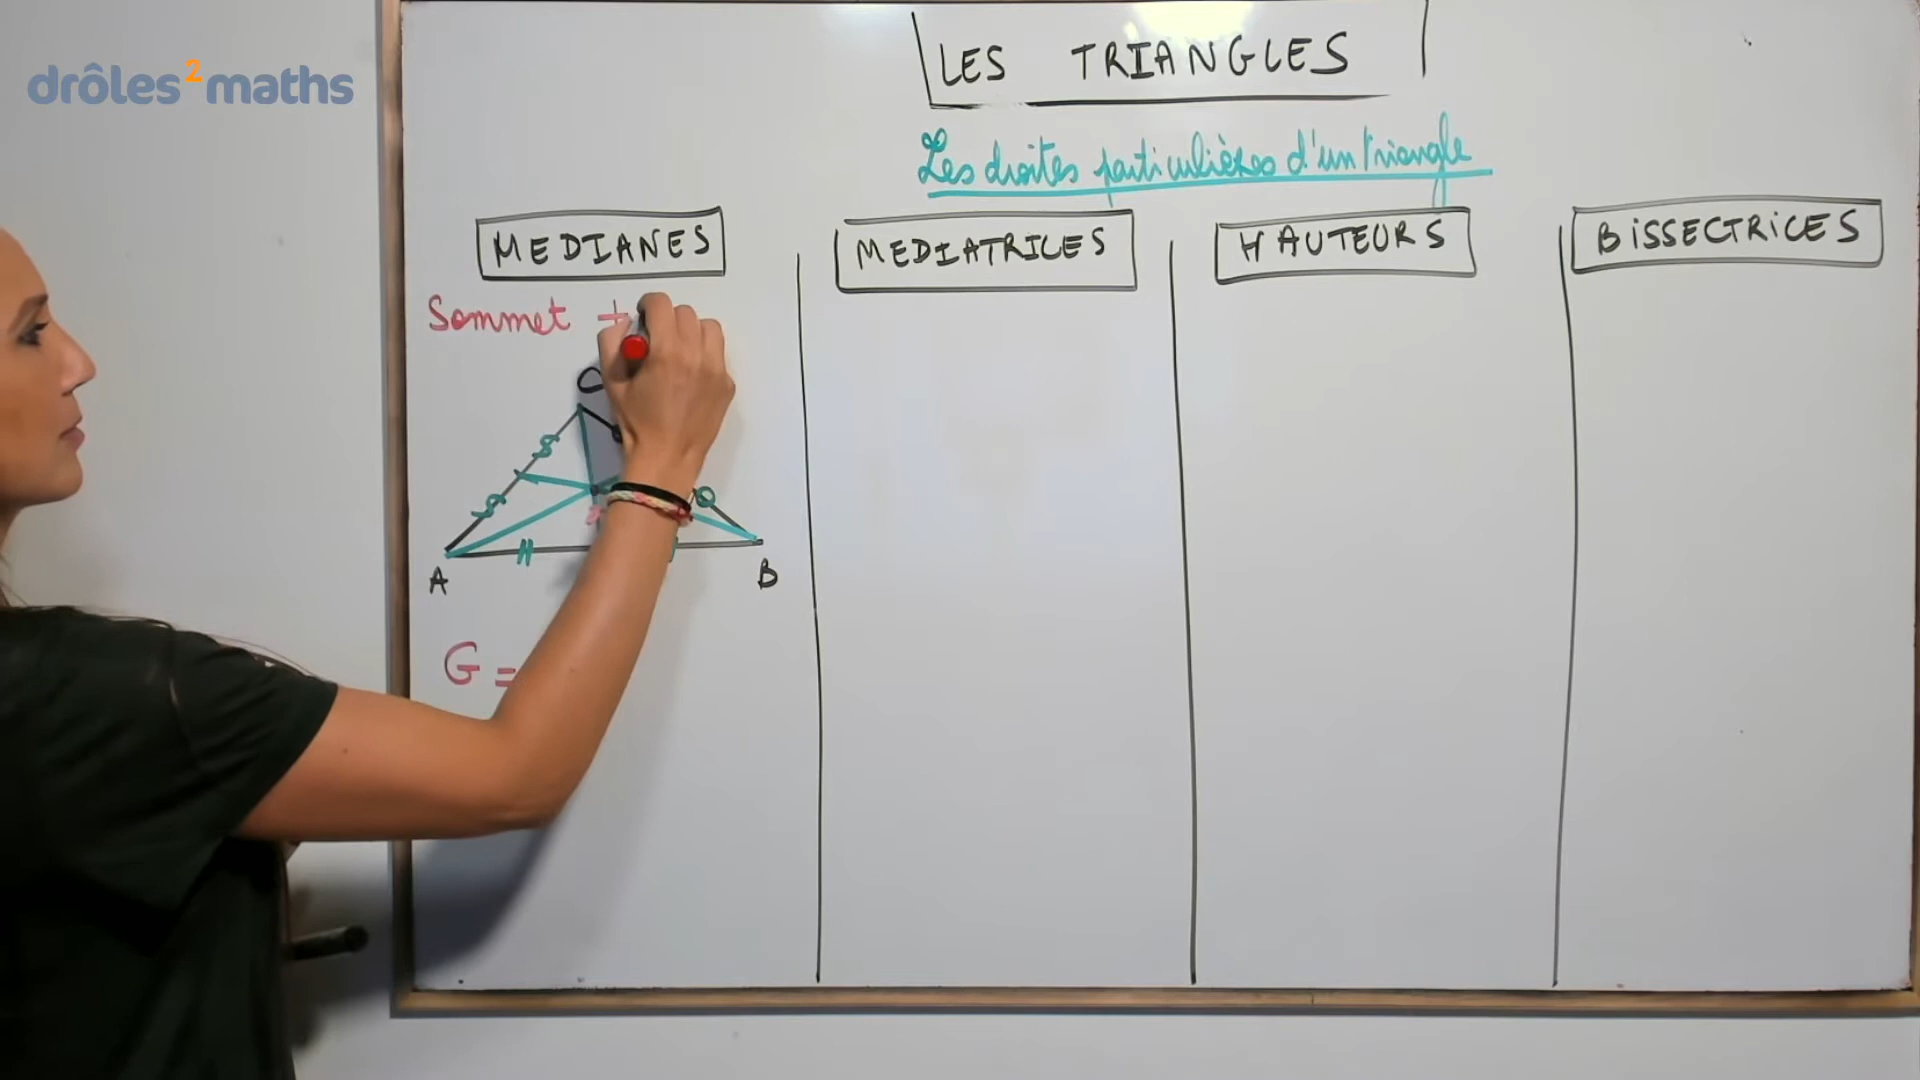 drôles²maths
LES TRIANGLES
Les droites particulières d'un triangle
MEDIANES
MEDIATRICES
HAUTEURS
BiSSECTRiCES
Sommet +
C
A
B
G =